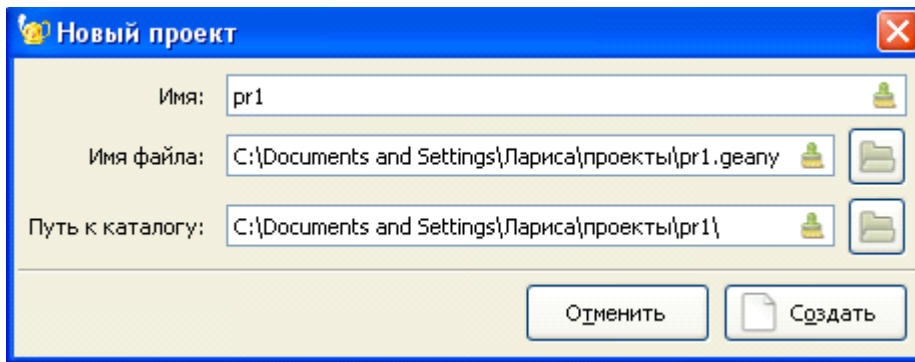 Новый проект
Имя: pr1
Имя файла: C:\Documents and Settings\Лариса\проекты\pr1.geany
Путь к каталогу: C:\Documents and Settings\Лариса\проекты\pr1\
Отменить Создать